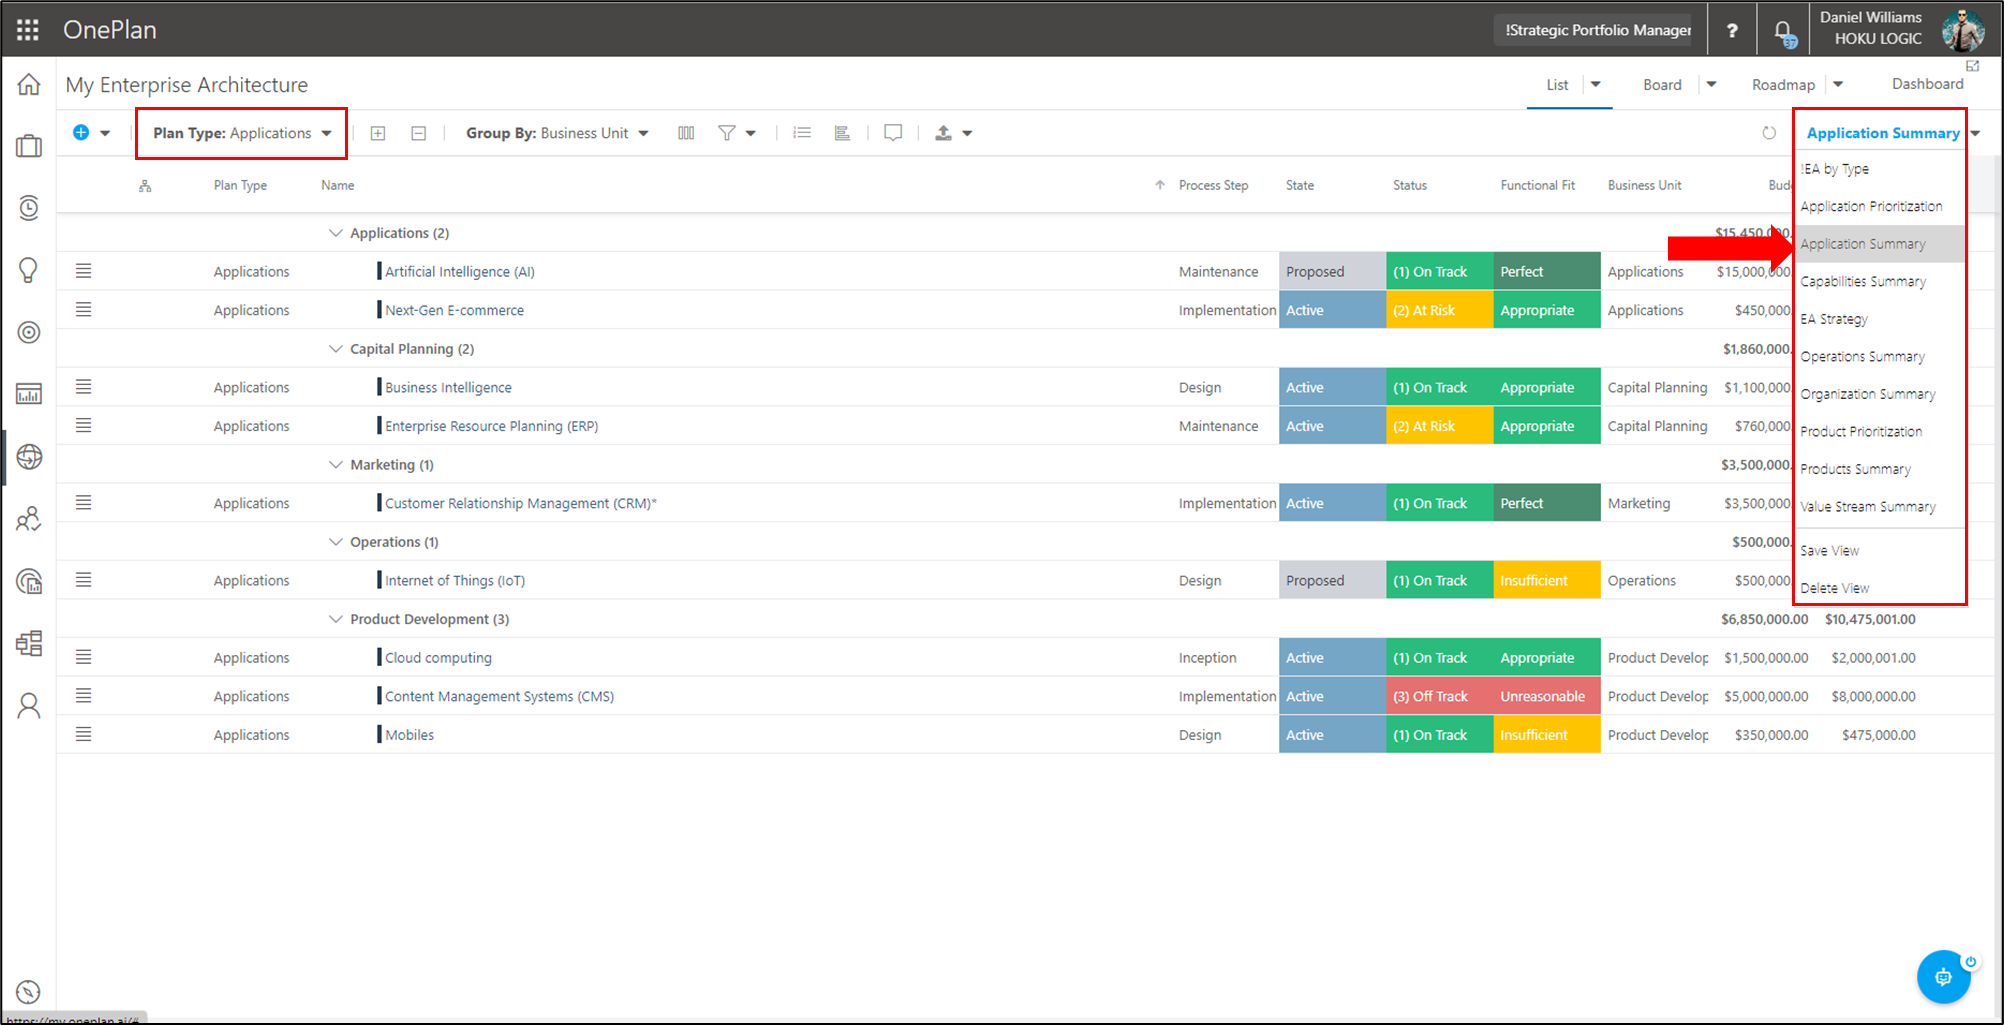 OnePlan
!Strategic Portfolio Manager
?
37
Daniel Williams
HOKU LOGIC
My Enterprise Architecture
List
Board
Roadmap
Dashboard
Plan Type: Applications
Group By: Business Unit
Application Summary
Plan Type Name Process Step State Status Functional Fit Business Unit
Applications (2) $15,450,000.
Applications Artificial Intelligence (AI) Maintenance Proposed (1) On Track Perfect Applications $15,000,000.
Applications Next-Gen E-commerce Implementation Active (2) At Risk Appropriate Applications $450,000.
Capital Planning (2) $1,860,000.
Applications Business Intelligence Design Active (1) On Track Appropriate Capital Planning $1,100,000.
Applications Enterprise Resource Planning (ERP) Maintenance Active (2) At Risk Appropriate Capital Planning $760,000.
Marketing (1) $3,500,000.
Applications Customer Relationship Management (CRM)* Implementation Active (1) On Track Perfect Marketing $3,500,000.
Operations (1) $500,000.
Applications Internet of Things (IoT) Design Proposed (1) On Track Insufficient Operations $500,000.
Product Development (3) $6,850,000.00 $10,475,001.00
Applications Cloud computing Inception Active (1) On Track Appropriate Product Develop $1,500,000.00 $2,000,001.00
Applications Content Management Systems (CMS) Implementation Active (3) Off Track Unreasonable Product Develop $5,000,000.00 $8,000,000.00
Applications Mobiles Design Active (1) On Track Insufficient Product Develop $350,000.00 $475,000.00
!EA by Type
Application Prioritization
Application Summary
Capabilities Summary
EA Strategy
Operations Summary
Organization Summary
Product Prioritization
Products Summary
Value Stream Summary
Save View
Delete View
https://my.oneplan.ai/#